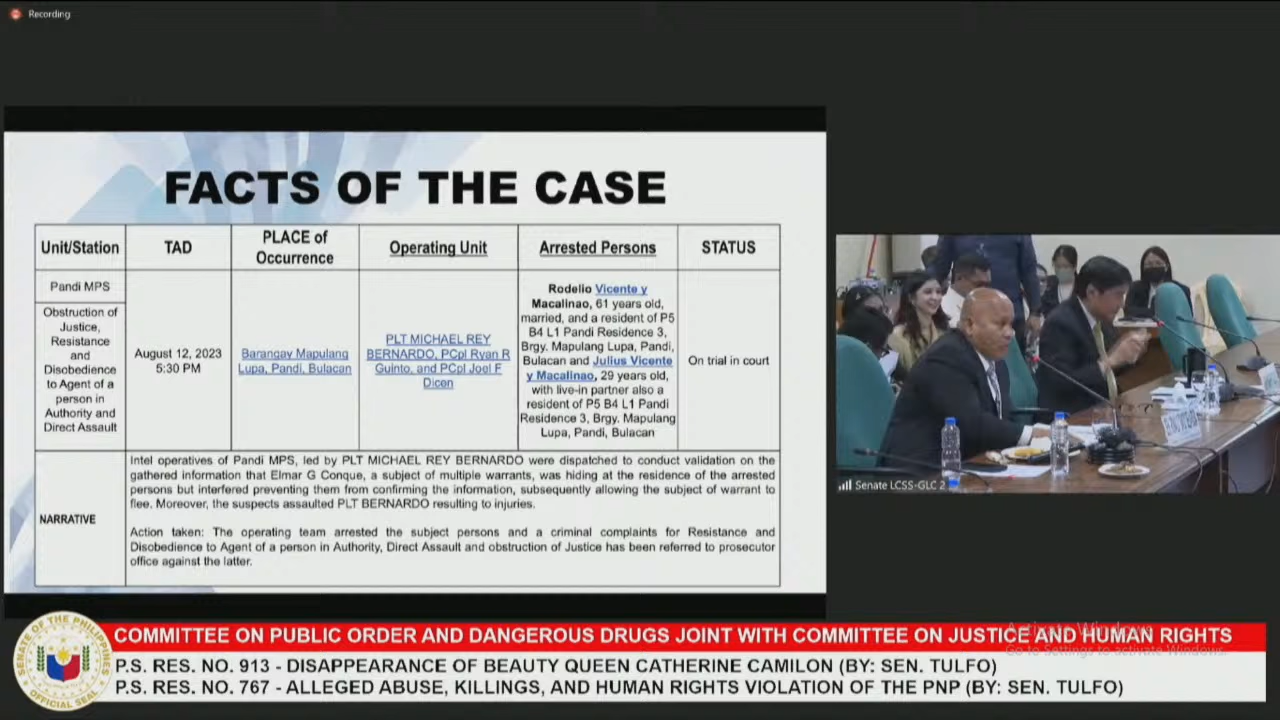 Recording
FACTS OF THE CASE
Unit/Station
TAD
PLACE of
Occurrence
Operating Unit
Arrested Persons
STATUS
Pandi MPS
Obstruction of
Justice,
Resistance
and
Disobedience
to Agent of a
person in
Authority and
Direct Assault
August 12, 2023
5:30 PM
Barangay Mapulang
Lupa, Pandi, Bulacan
PLT MICHAEL REY
BERNARDO, PCpl Ryan R
Guinto, and PCpl Joel F
Dicen
Rodelio Vicente y
Macalinao, 61 years old,
married, and a resident of P5
B4 L1 Pandi Residence 3,
Brgy. Mapulang Lupa, Pandi,
Bulacan and Julius Vicente
y Macalinao, 29 years old,
with live-in partner also a
resident of P5 B4 L1 Pandi
Residence 3, Brgy. Mapulang
Lupa, Pandi, Bulacan
On trial in court
NARRATIVE
Intel operatives of Pandi MPS, led by PLT MICHAEL REY BERNARDO were dispatched to conduct validation on the
gathered information that Elmar G Conque, a subject of multiple warrants, was hiding at the residence of the arrested
persons but interfered preventing them from confirming the information, subsequently allowing the subject of warrant to
flee. Moreover, the suspects assaulted PLT BERNARDO resulting to injuries.
Action taken: The operating team arrested the subject persons and a criminal complaints for Resistance and
Disobedience to Agent of a person in Authority, Direct Assault and obstruction of Justice has been referred to prosecutor
office against the latter.
Senate LCSS-GLC 2
Activate Windows
Go to Settings to activate Windows.
SENATE OF THE PHILIPPINES
OFFICIAL SEAL
COMMITTEE ON PUBLIC ORDER AND DANGEROUS DRUGS JOINT WITH COMMITTEE ON JUSTICE AND HUMAN RIGHTS
P.S. RES. NO. 913 - DISAPPEARANCE OF BEAUTY QUEEN CATHERINE CAMILON (BY: SEN. TULFO)
P.S. RES. NO. 767 - ALLEGED ABUSE, KILLINGS, AND HUMAN RIGHTS VIOLATION OF THE PNP (BY: SEN. TULFO)